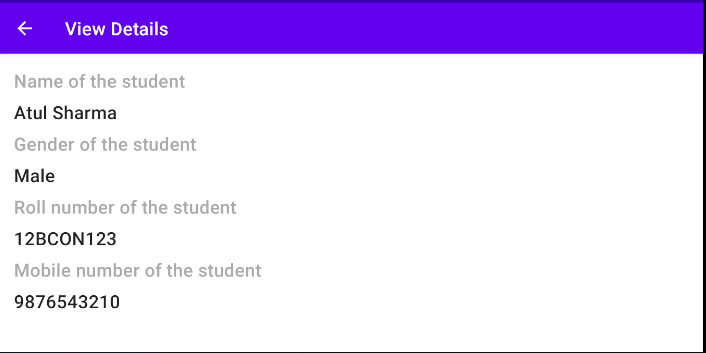 View Details
Name of the student
Atul Sharma
Gender of the student
Male
Roll number of the student
12BCON123
Mobile number of the student
9876543210